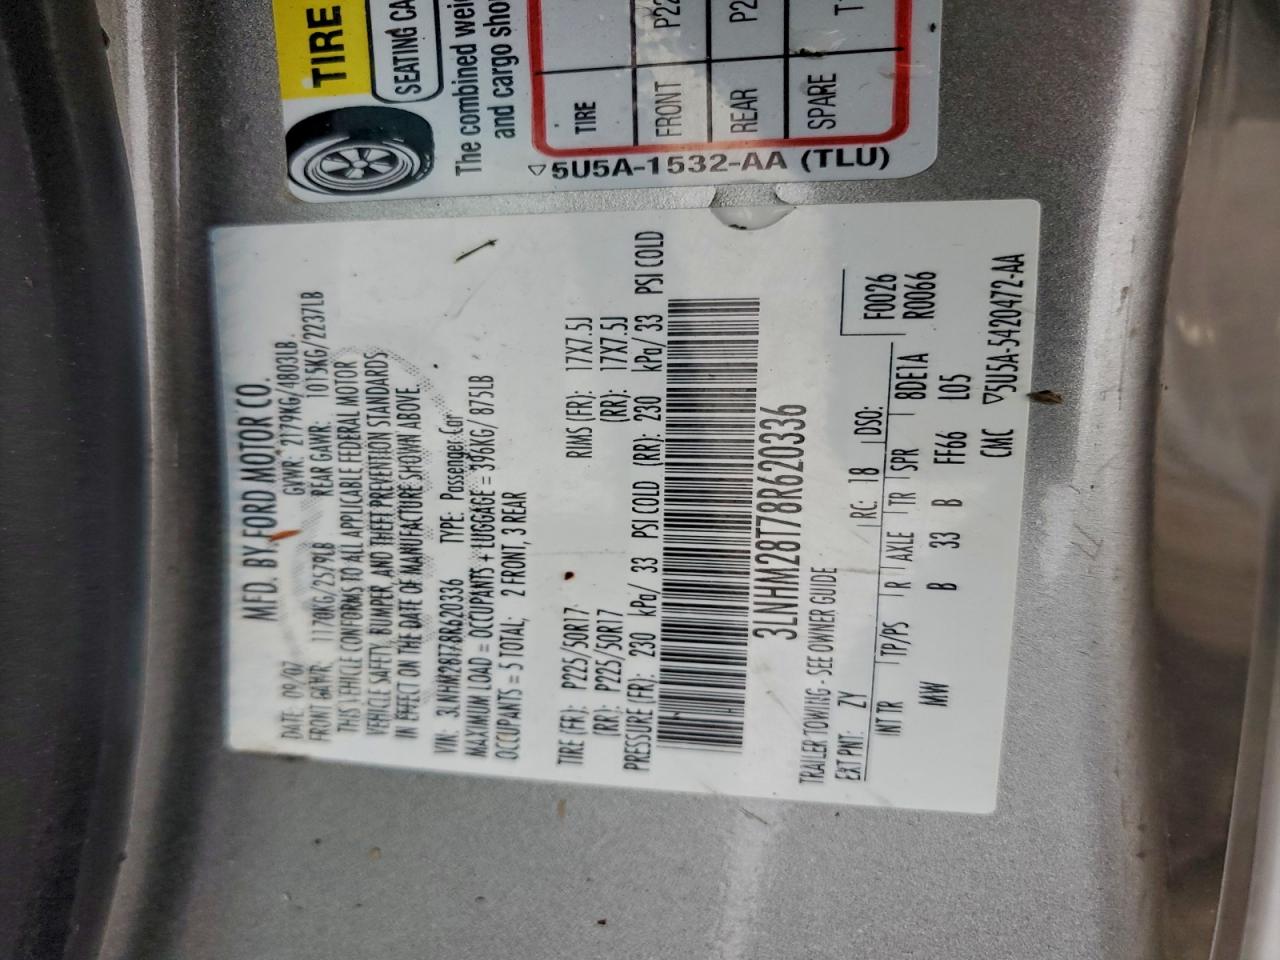 MFD. BY FORD MOTOR CO.
DATE: 09/07 GVWR: 2179KG/4803LB.
FRONT GAWR: 1170KG/2579LB REAR GAWR: 1015KG/2237LB
THIS VEHICLE CONFORMS TO ALL APPLICABLE FEDERAL MOTOR
VEHICLE SAFETY, BUMPER, AND THEFT PREVENTION STANDARDS
IN EFFECT ON THE DATE OF MANUFACTURE SHOWN ABOVE.
VIN: 3LNHM28T78R620336 TYPE: Passenger Car
MAXIMUM LOAD = OCCUPANTS + LUGGAGE = 396KG/ 875LB
OCCUPANTS = 5 TOTAL; 2 FRONT, 3 REAR
TIRE (FR): P225/50R17 RIMS (FR): 17X7.5J
(RR): P225/50R17 (RR): 17X7.5J
PRESSURE (FR): 230 kPa/ 33 PSI COLD (RR): 230 kPa/ 33 PSI COLD
3LNHM28T78R620336
TRAILER TOWING - SEE OWNER GUIDE
EXT PNT: ZY RC: 18 DSO: F0026
R0066
INT TR TP/PS R AXLE TR SPR 8DE1A
MW B 33 B FF66 L05
CMC ▽5U5A-5420472-AA
TIRE
SEATING CA
The combined wei
and cargo sho
TIRE
FRONT P22
REAR P2
SPARE T1
▽5U5A-1532-AA (TLU)